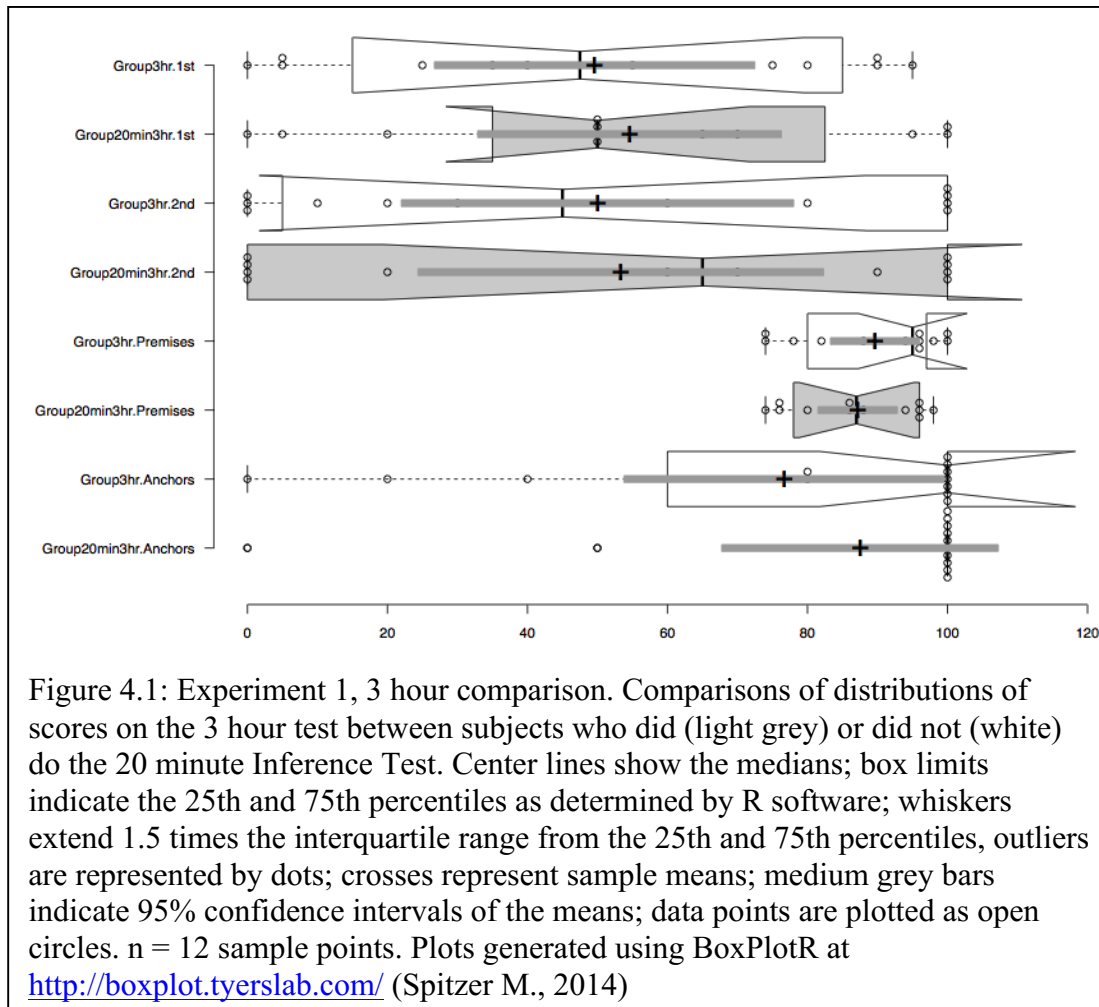 Group3hr.1st
Group20min3hr.1st
Group3hr.2nd
Group20min3hr.2nd
Group3hr.Premises
Group20min3hr.Premises
Group3hr.Anchors
Group20min3hr.Anchors
0 20 40 60 80 100 120
Figure 4.1: Experiment 1, 3 hour comparison. Comparisons of distributions of
scores on the 3 hour test between subjects who did (light grey) or did not (white)
do the 20 minute Inference Test. Center lines show the medians; box limits
indicate the 25th and 75th percentiles as determined by R software; whiskers
extend 1.5 times the interquartile range from the 25th and 75th percentiles, outliers
are represented by dots; crosses represent sample means; medium grey bars
indicate 95% confidence intervals of the means; data points are plotted as open
circles. n = 12 sample points. Plots generated using BoxPlotR at
http://boxplot.tyerslab.com/ (Spitzer M., 2014)